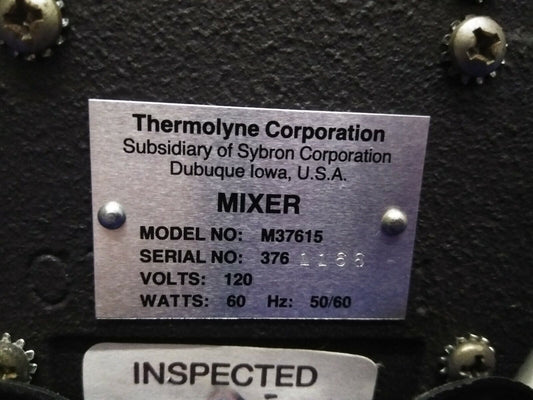 Thermolyne Corporation
Subsidiary of Sybron Corporation
Dubuque Iowa, U.S.A.
MIXER
MODEL NO: M37615
SERIAL NO: 376 1166
VOLTS: 120
WATTS: 60 Hz: 50/60
INSPECTED